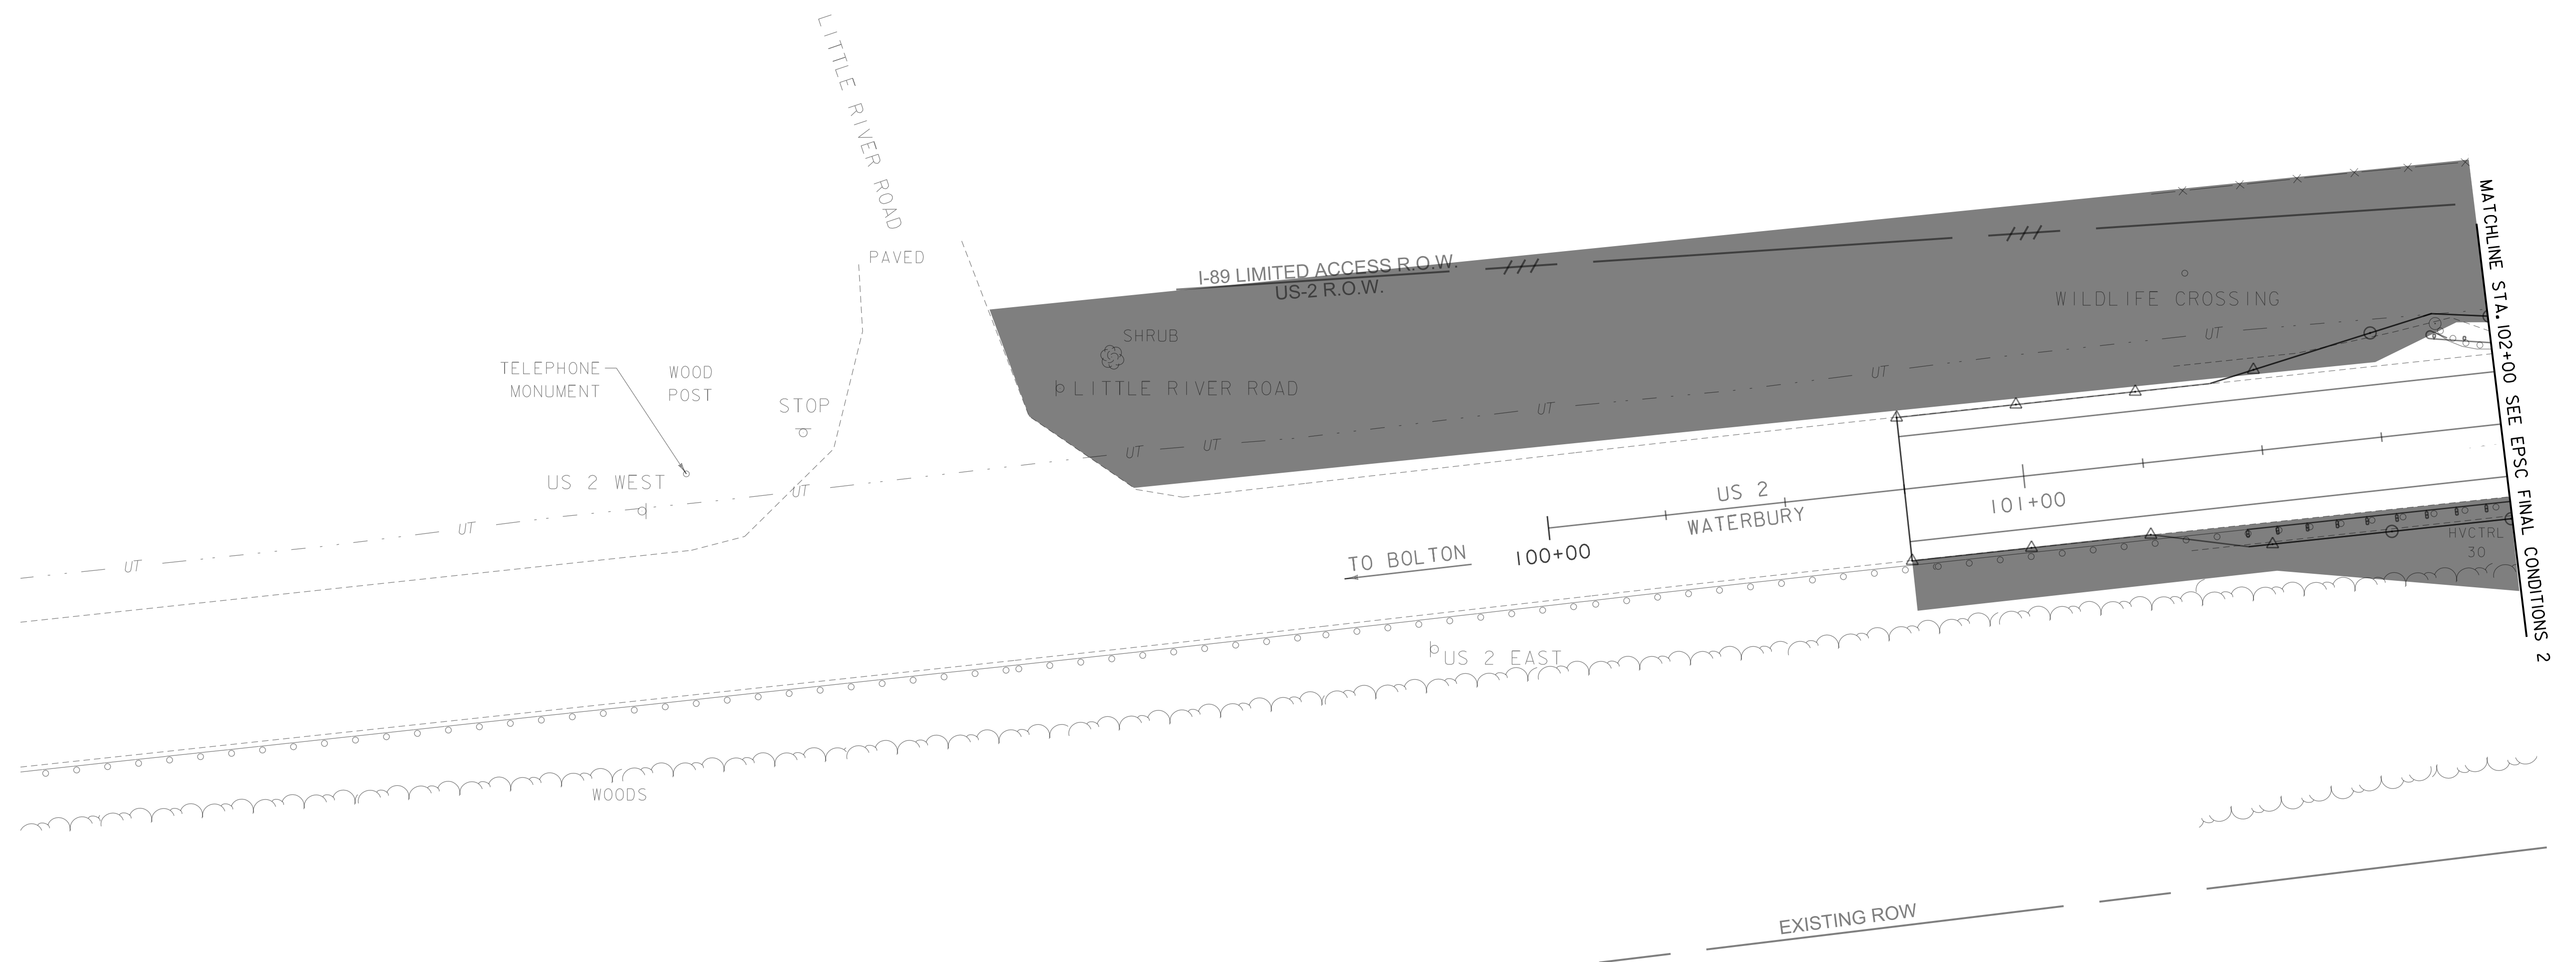 LITTLE RIVER ROAD
PAVED
I-89 LIMITED ACCESS R.O.W.
US-2 R.O.W.
WILDLIFE CROSSING
SHRUB
LITTLE RIVER ROAD
TELEPHONE
MONUMENT
WOOD
POST
STOP
US 2 WEST
UT
UT
UT
UT
UT
UT
UT
UT
MATCHLINE STA. 102+00 SEE EPSC FINAL CONDITIONS 2
US 2
WATERBURY
101+00
100+00
TO BOLTON
HVCTRL
30
US 2 EAST
WOODS
EXISTING ROW